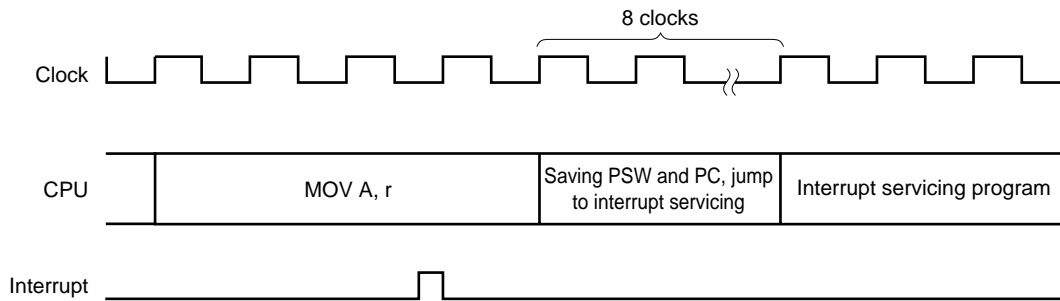 8 clocks
Clock
CPU
MOV A, r
Saving PSW and PC, jump
to interrupt servicing
Interrupt servicing program
Interrupt